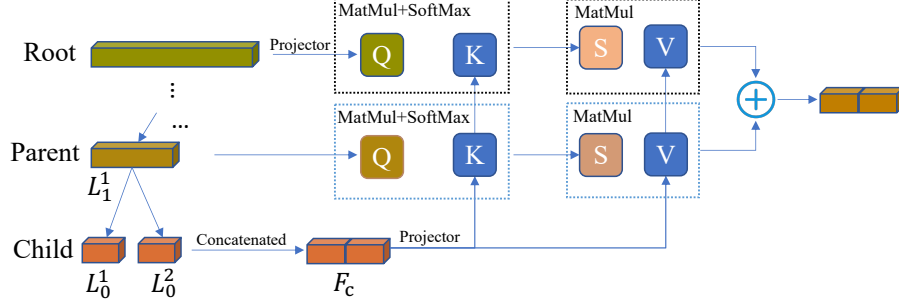 MatMul+SoftMax
MatMul
Root
Projector
Q
K
S
V
⋮
...
MatMul+SoftMax
MatMul
Parent
Q
K
S
V
L_1^1
Child
Concatenated
Projector
L_0^1
L_0^2
F_c